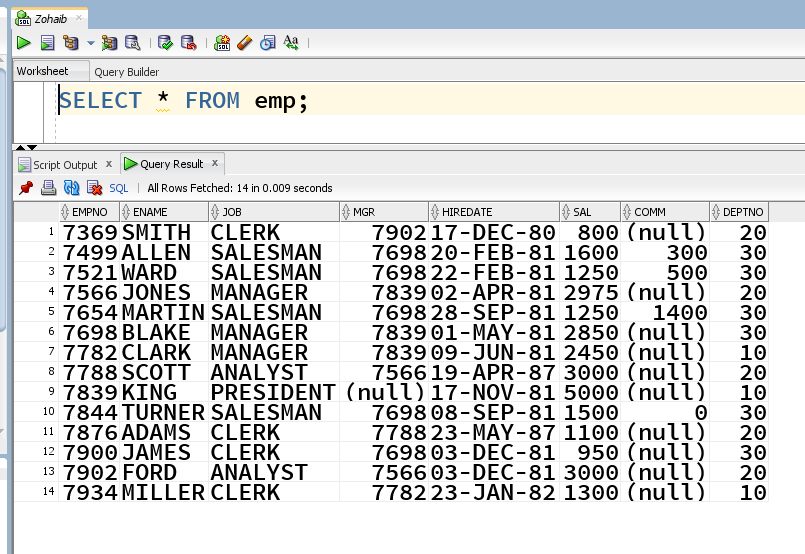 Zohaib
Worksheet Query Builder
SELECT * FROM emp;
Script Output x Query Result x
SQL All Rows Fetched: 14 in 0.009 seconds
EMPNO ENAME JOB MGR HIREDATE SAL COMM DEPTNO
1 7369 SMITH CLERK 7902 17-DEC-80 800 (null) 20
2 7499 ALLEN SALESMAN 7698 20-FEB-81 1600 300 30
3 7521 WARD SALESMAN 7698 22-FEB-81 1250 500 30
4 7566 JONES MANAGER 7839 02-APR-81 2975 (null) 20
5 7654 MARTIN SALESMAN 7698 28-SEP-81 1250 1400 30
6 7698 BLAKE MANAGER 7839 01-MAY-81 2850 (null) 30
7 7782 CLARK MANAGER 7839 09-JUN-81 2450 (null) 10
8 7788 SCOTT ANALYST 7566 19-APR-87 3000 (null) 20
9 7839 KING PRESIDENT (null) 17-NOV-81 5000 (null) 10
10 7844 TURNER SALESMAN 7698 08-SEP-81 1500 0 30
11 7876 ADAMS CLERK 7788 23-MAY-87 1100 (null) 20
12 7900 JAMES CLERK 7698 03-DEC-81 950 (null) 30
13 7902 FORD ANALYST 7566 03-DEC-81 3000 (null) 20
14 7934 MILLER CLERK 7782 23-JAN-82 1300 (null) 10